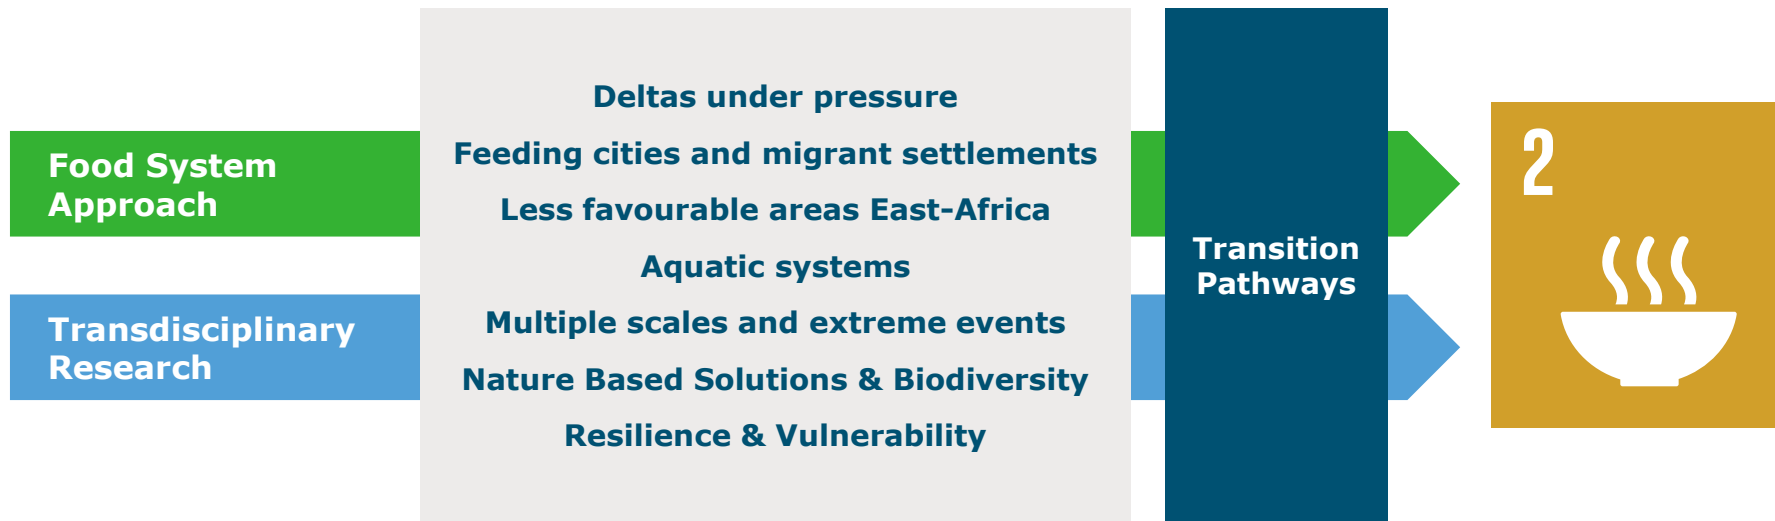 Food System
Approach
Transdisciplinary
Research
Deltas under pressure
Feeding cities and migrant settlements
Less favourable areas East-Africa
Aquatic systems
Multiple scales and extreme events
Nature Based Solutions & Biodiversity
Resilience & Vulnerability
Transition
Pathways
2